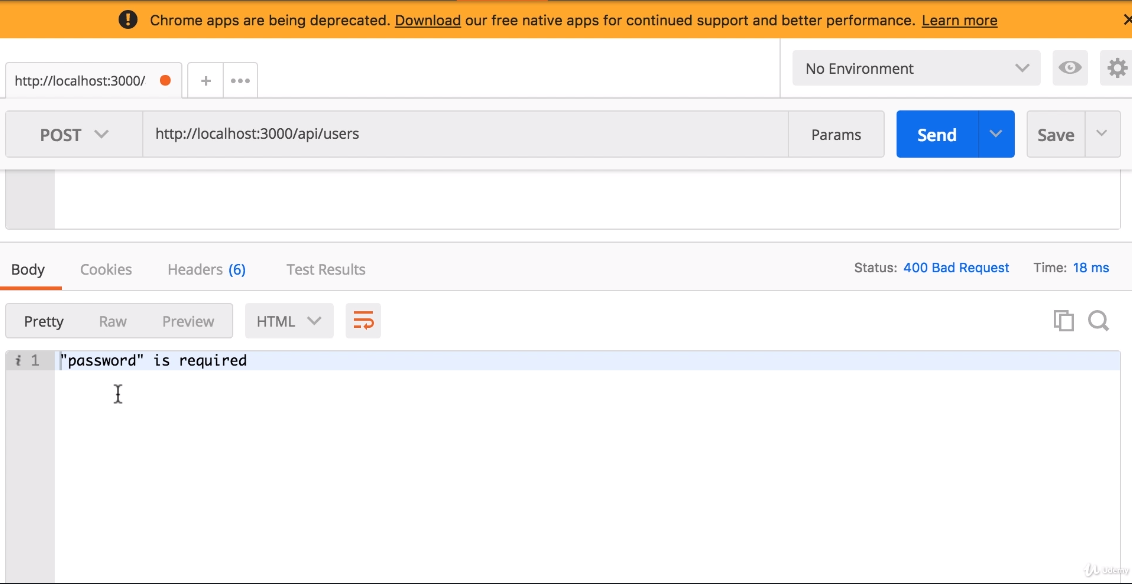 Chrome apps are being deprecated. Download our free native apps for continued support and better performance. Learn more
http://localhost:3000/
No Environment
POST http://localhost:3000/api/users Params Send Save
Body Cookies Headers (6) Test Results Status: 400 Bad Request Time: 18 ms
Pretty Raw Preview HTML
i 1 "password" is required
Udemy